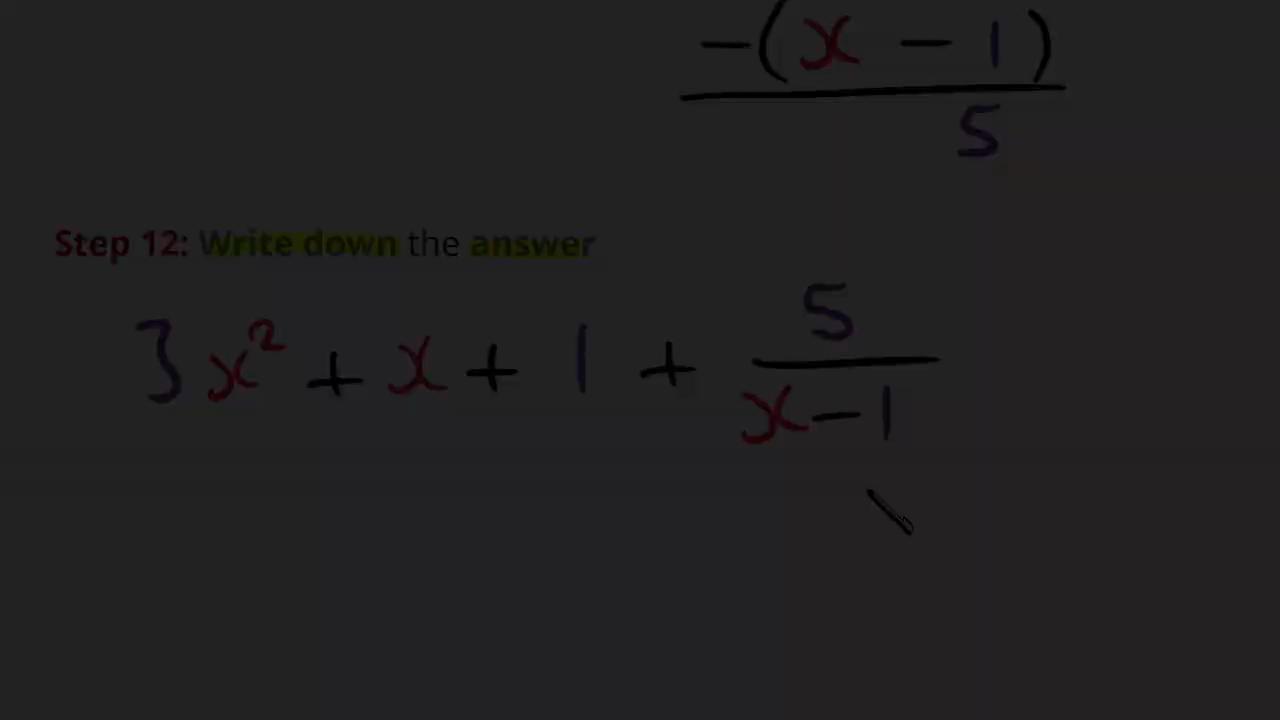 -(x - 1)
5
Step 12: Write down the answer
3x² + x + 1 + 5
x - 1